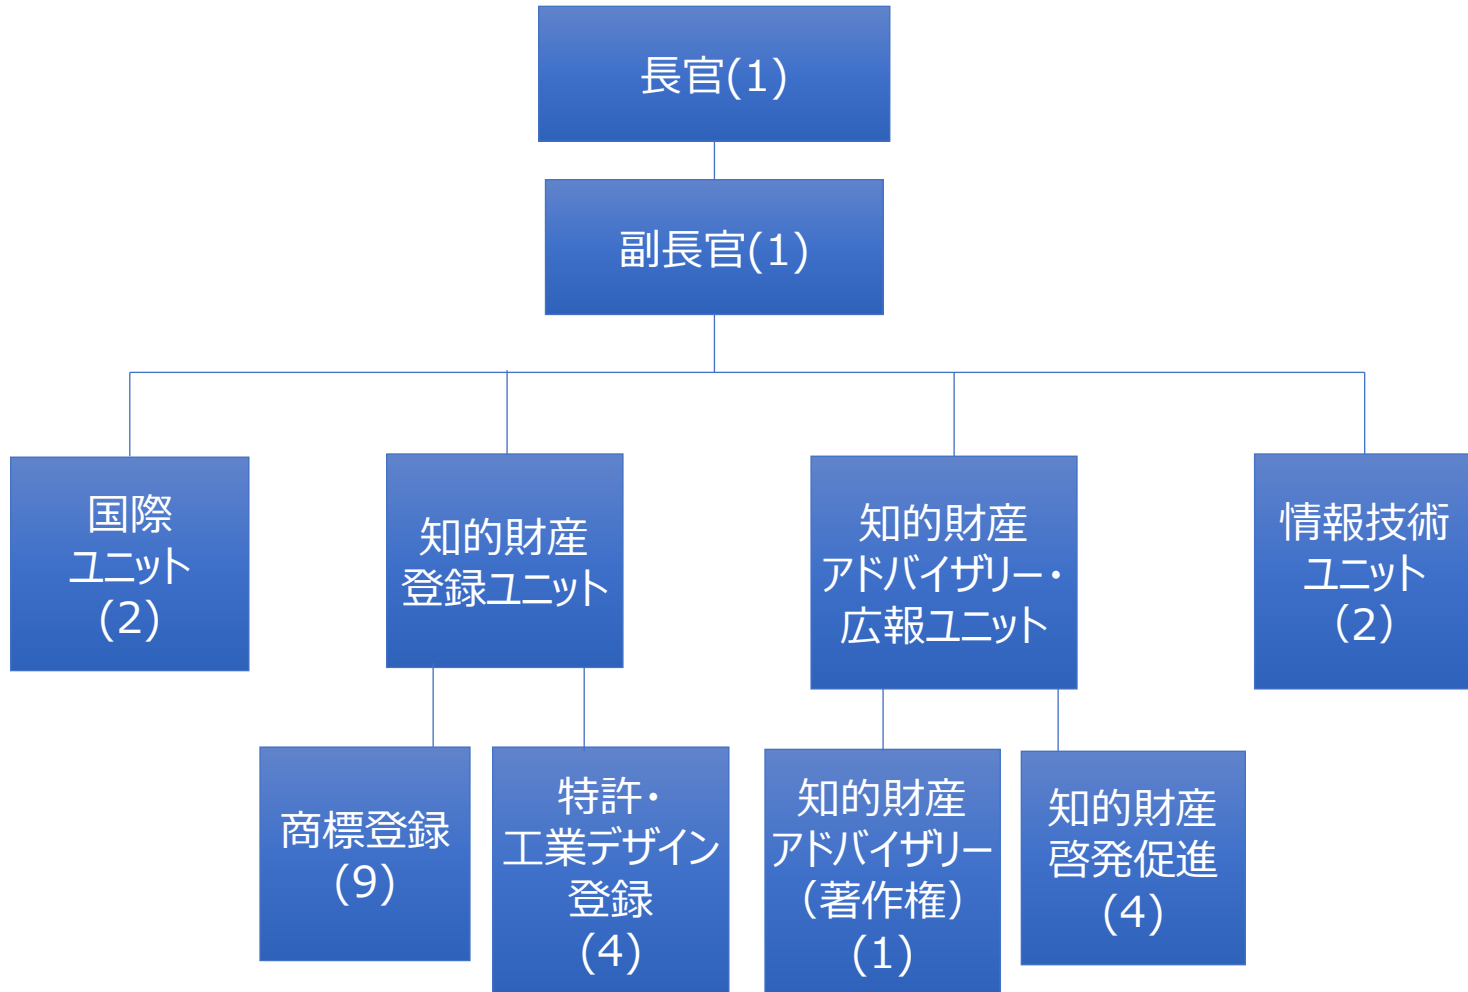 長官(1)
副長官(1)
国際
ユニット
(2)
知的財産
登録ユニット
知的財産
アドバイザリー・
広報ユニット
情報技術
ユニット
(2)
商標登録
(9)
特許・
工業デザイン
登録
(4)
知的財産
アドバイザリー
（著作権）
(1)
知的財産
啓発促進
(4)